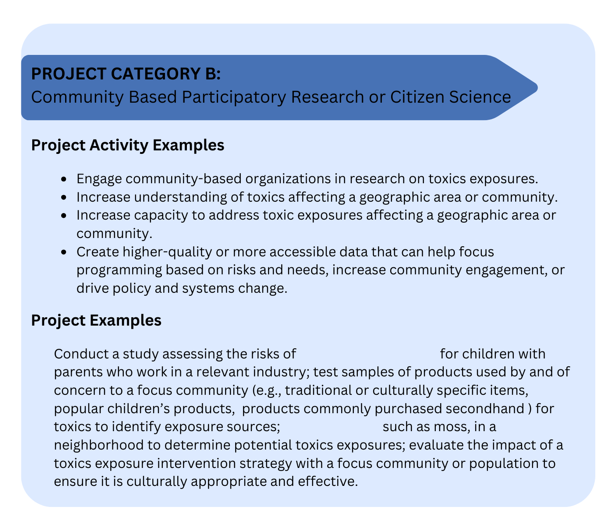 PROJECT CATEGORY B:
Community Based Participatory Research or Citizen Science
Project Activity Examples
• Engage community-based organizations in research on toxics exposures.
• Increase understanding of toxics affecting a geographic area or community.
• Increase capacity to address toxic exposures affecting a geographic area or
community.
• Create higher-quality or more accessible data that can help focus
programming based on risks and needs, increase community engagement, or
drive policy and systems change.
Project Examples
Conduct a study assessing the risks of for children with
parents who work in a relevant industry; test samples of products used by and of
concern to a focus community (e.g., traditional or culturally specific items,
popular children’s products, products commonly purchased secondhand ) for
toxics to identify exposure sources; such as moss, in a
neighborhood to determine potential toxics exposures; evaluate the impact of a
toxics exposure intervention strategy with a focus community or population to
ensure it is culturally appropriate and effective.